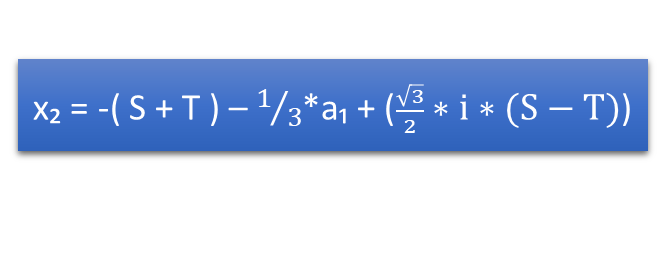 x₂ = -( S + T ) – ⅓*a₁ + (√3/2 * i * (S − T))